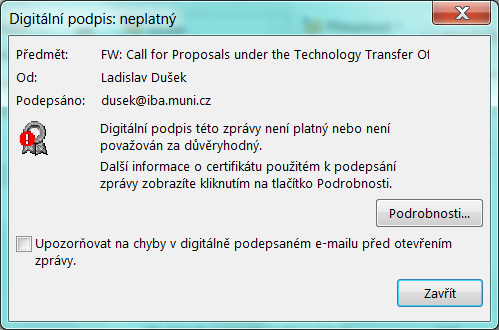 Digitální podpis: neplatný
Předmět: FW: Call for Proposals under the Technology Transfer Of
Od: Ladislav Dušek
Podepsáno: dusek@iba.muni.cz
Digitální podpis této zprávy není platný nebo není
považován za důvěryhodný.
Další informace o certifikátu použitém k podepsání
zprávy zobrazíte kliknutím na tlačítko Podrobnosti.
Podrobnosti...
Upozorňovat na chyby v digitálně podepsaném e-mailu před otevřením
zprávy.
Zavřít